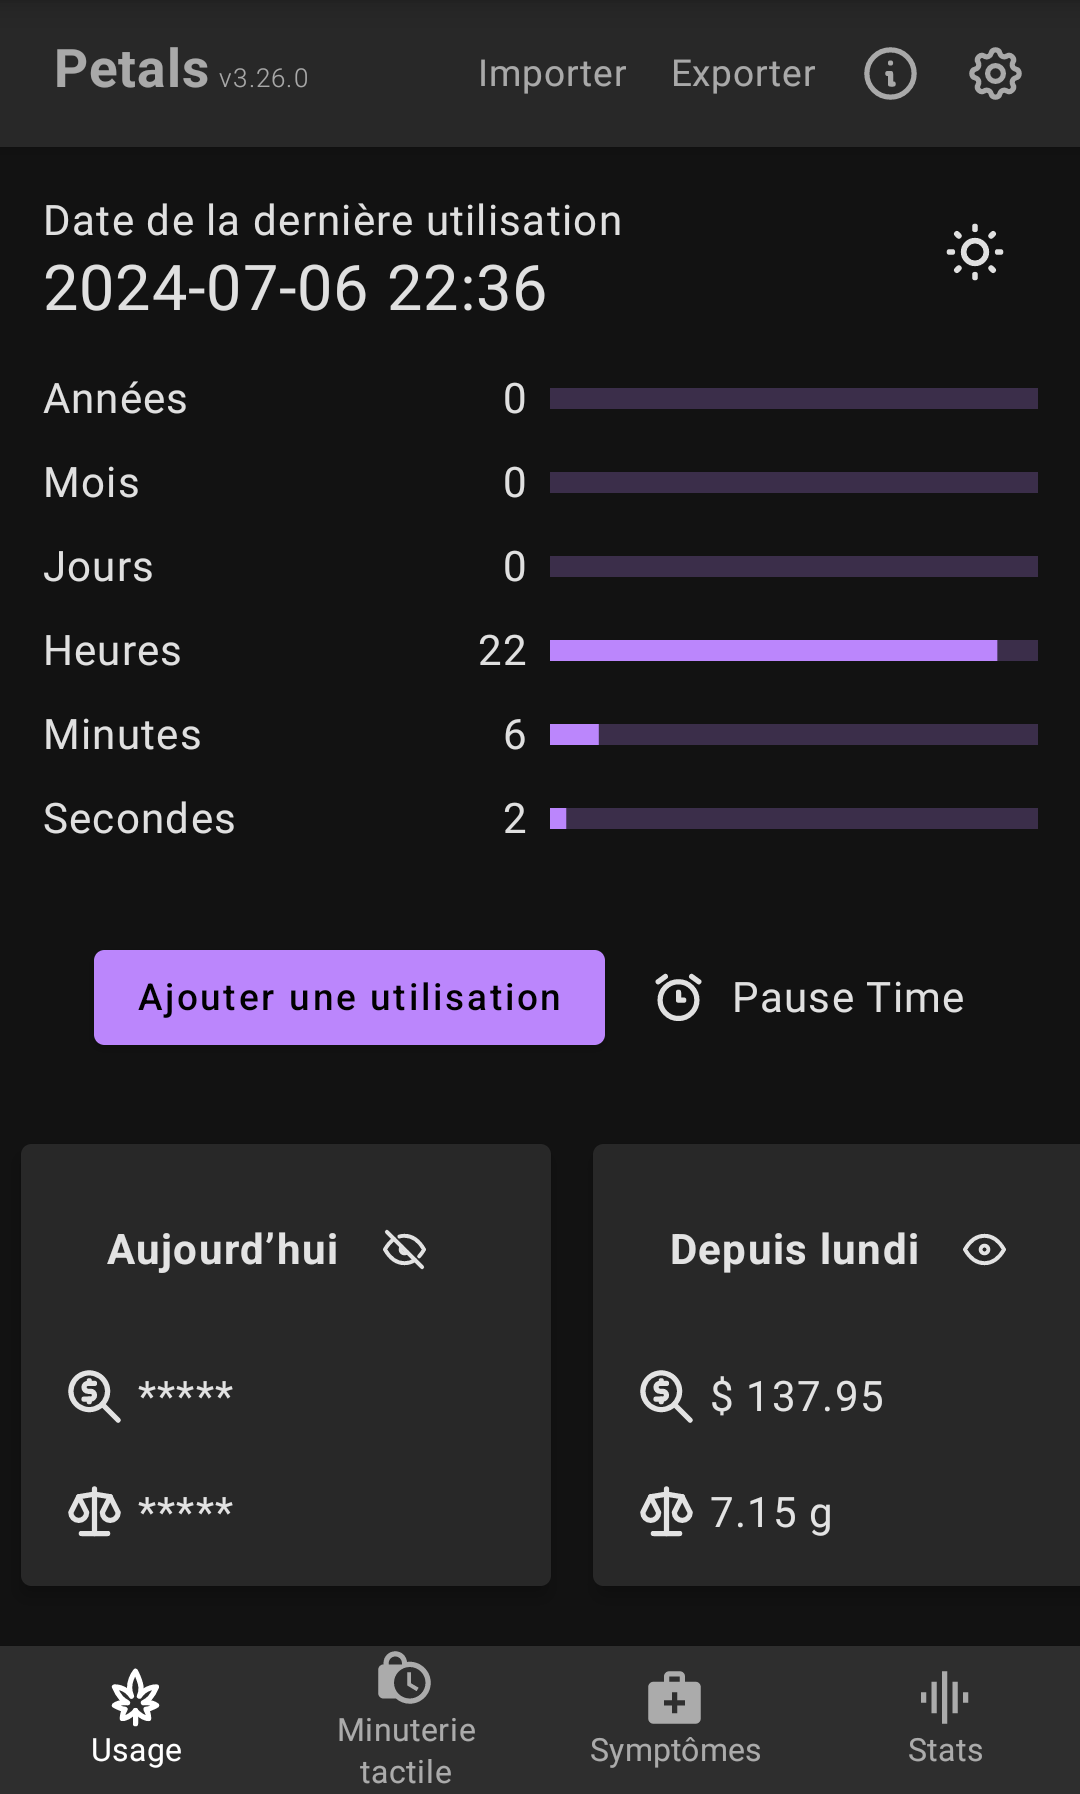 Petals v3.26.0 Importer Exporter
Date de la dernière utilisation
2024-07-06 22:36
Années 0
Mois 0
Jours 0
Heures 22
Minutes 6
Secondes 2
Ajouter une utilisation Pause Time
Aujourd’hui
*****
*****
Depuis lundi
$ 137.95
7.15 g
Usage
Minuterie
tactile
Symptômes
Stats